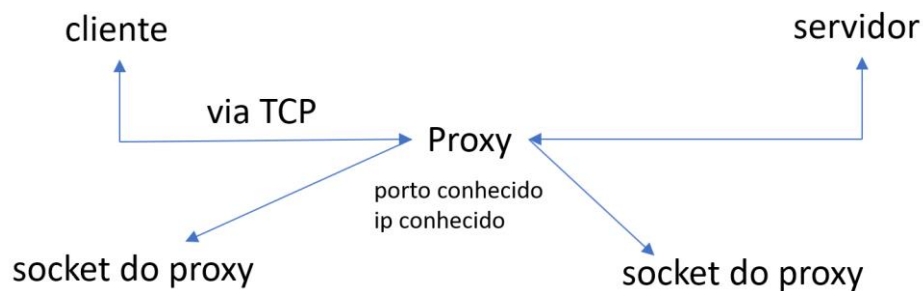 cliente
servidor
via TCP
Proxy
porto conhecido
ip conhecido
socket do proxy
socket do proxy